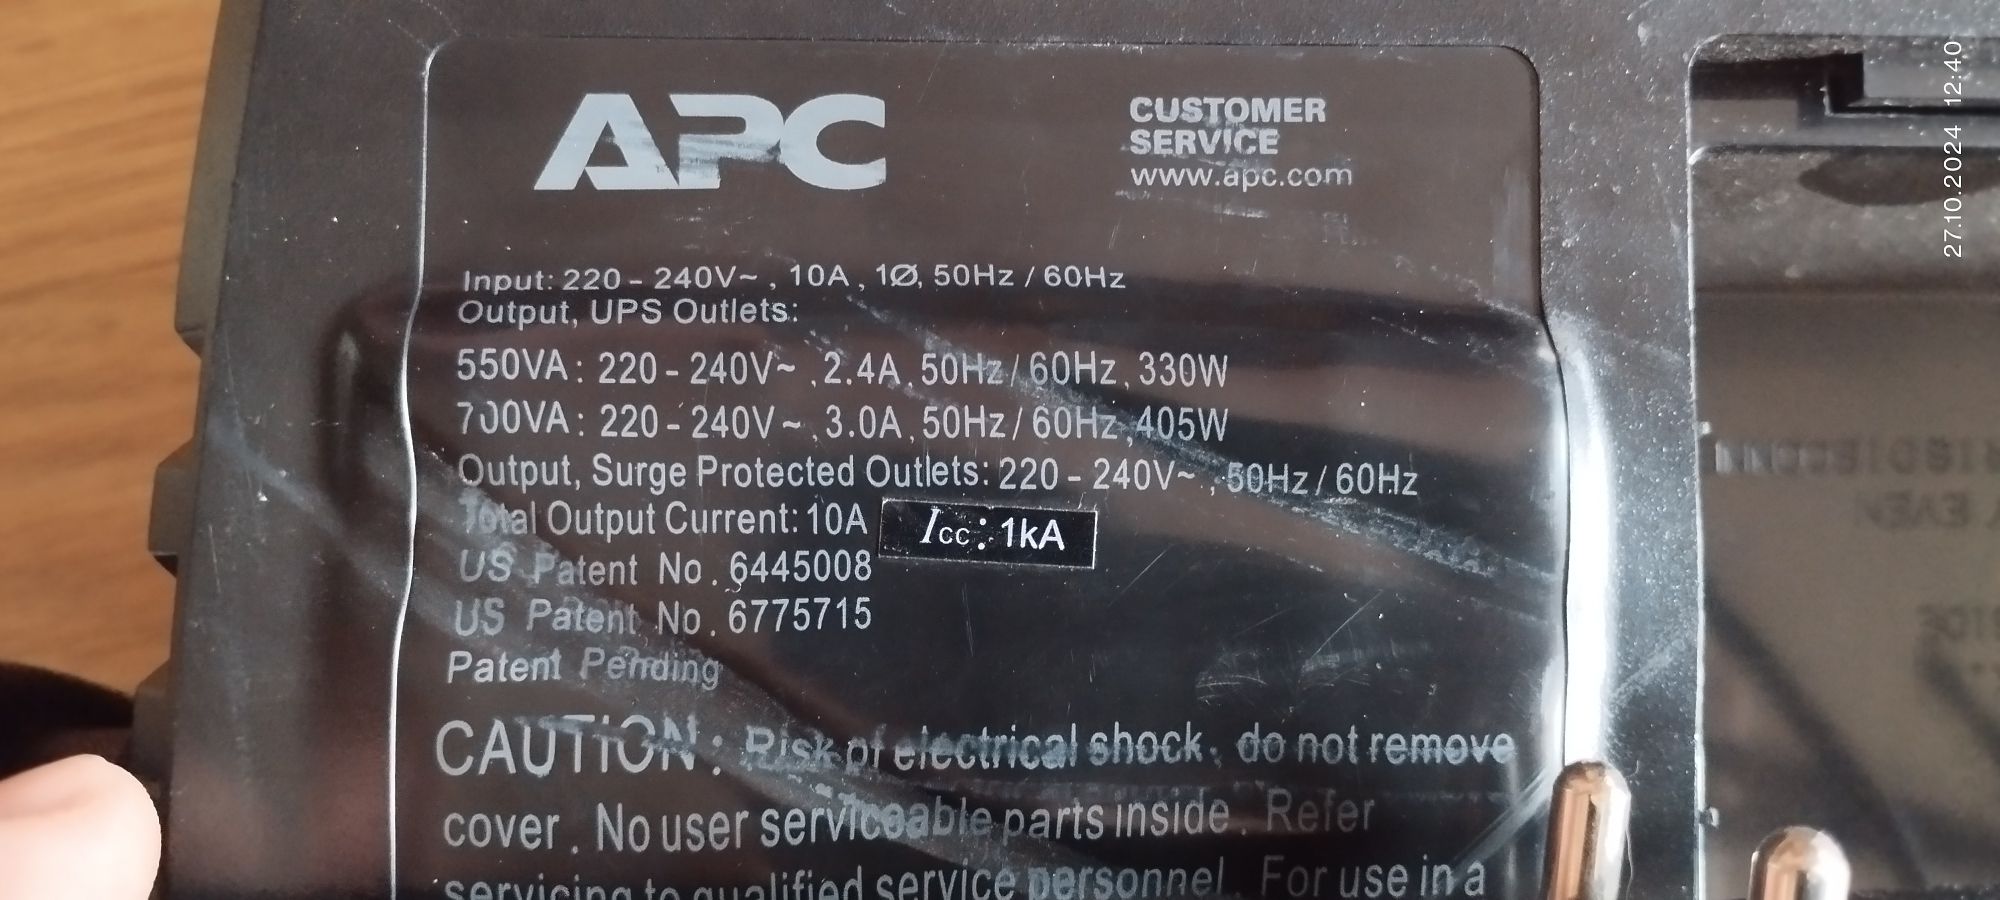 APC
CUSTOMER
SERVICE
www.apc.com
Input: 220 - 240V~, 10A, 1Ø, 50Hz / 60Hz
Output, UPS Outlets:
550VA: 220 - 240V~, 2.4A, 50Hz / 60Hz, 330W
700VA: 220 - 240V~, 3.0A, 50Hz / 60Hz, 405W
Output, Surge Protected Outlets: 220 - 240V~, 50Hz / 60Hz
Total Output Current: 10A
Icc: 1kA
US Patent No. 6445008
US Patent No. 6775715
Patent Pending
CAUTION: Risk of electrical shock, do not remove
cover. No user serviceable parts inside. Refer
servicing to qualified service personnel. For use in a
27.10.2024 12:40